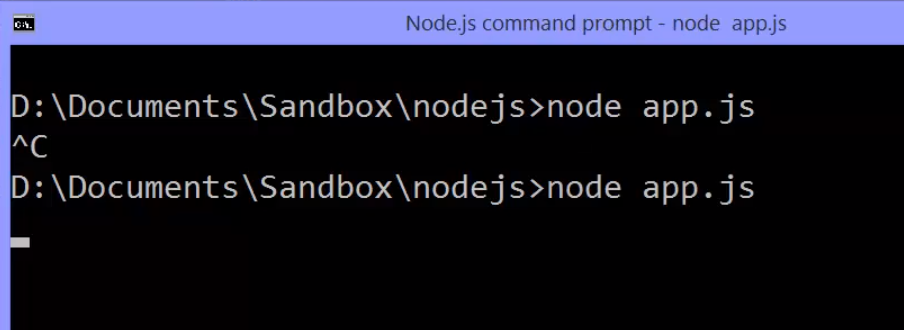 Node.js command prompt - node  app.js
D:\Documents\Sandbox\nodejs>node app.js
^C
D:\Documents\Sandbox\nodejs>node app.js